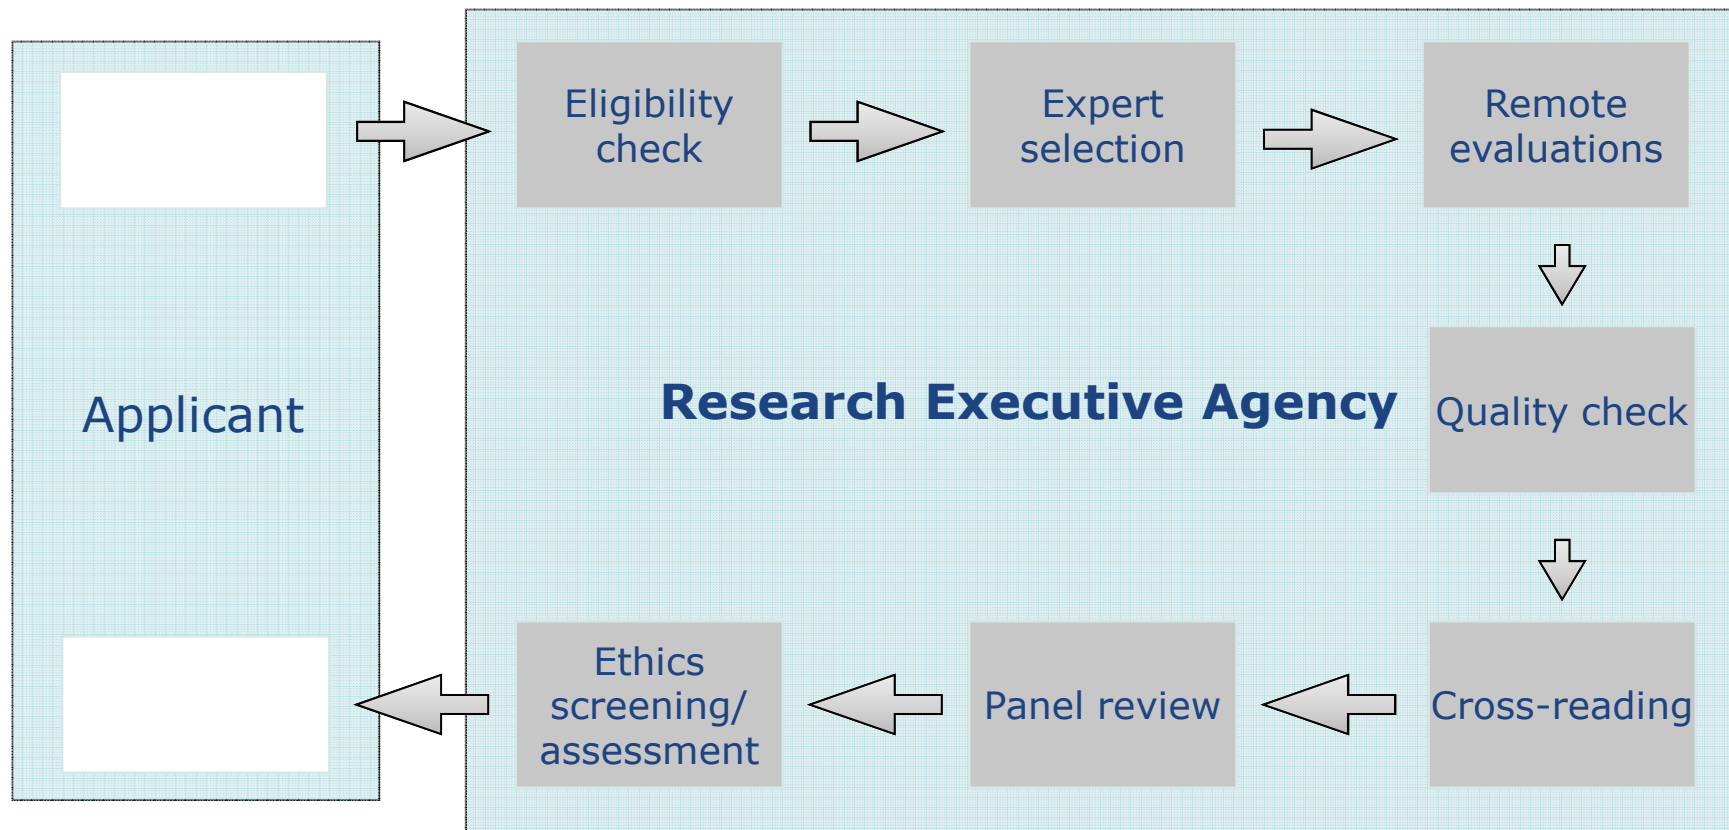 Eligibility
check
Expert
selection
Remote
evaluations
Applicant
Research Executive Agency
Quality check
Ethics
screening/
assessment
Panel review
Cross-reading